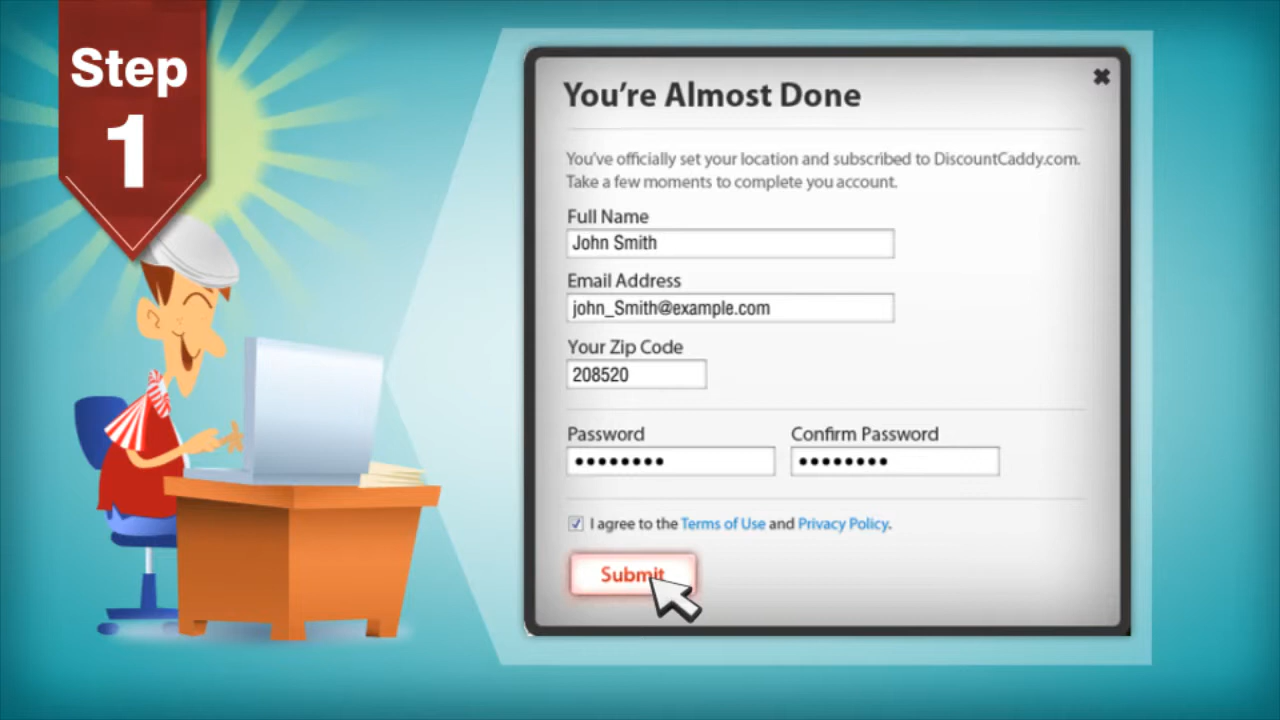 Step
1
You're Almost Done
You've officially set your location and subscribed to DiscountCaddy.com.
Take a few moments to complete you account.
Full Name
John Smith
Email Address
john_Smith@example.com
Your Zip Code
208520
Password Confirm Password
•••••••• ••••••••
I agree to the Terms of Use and Privacy Policy.
Submit